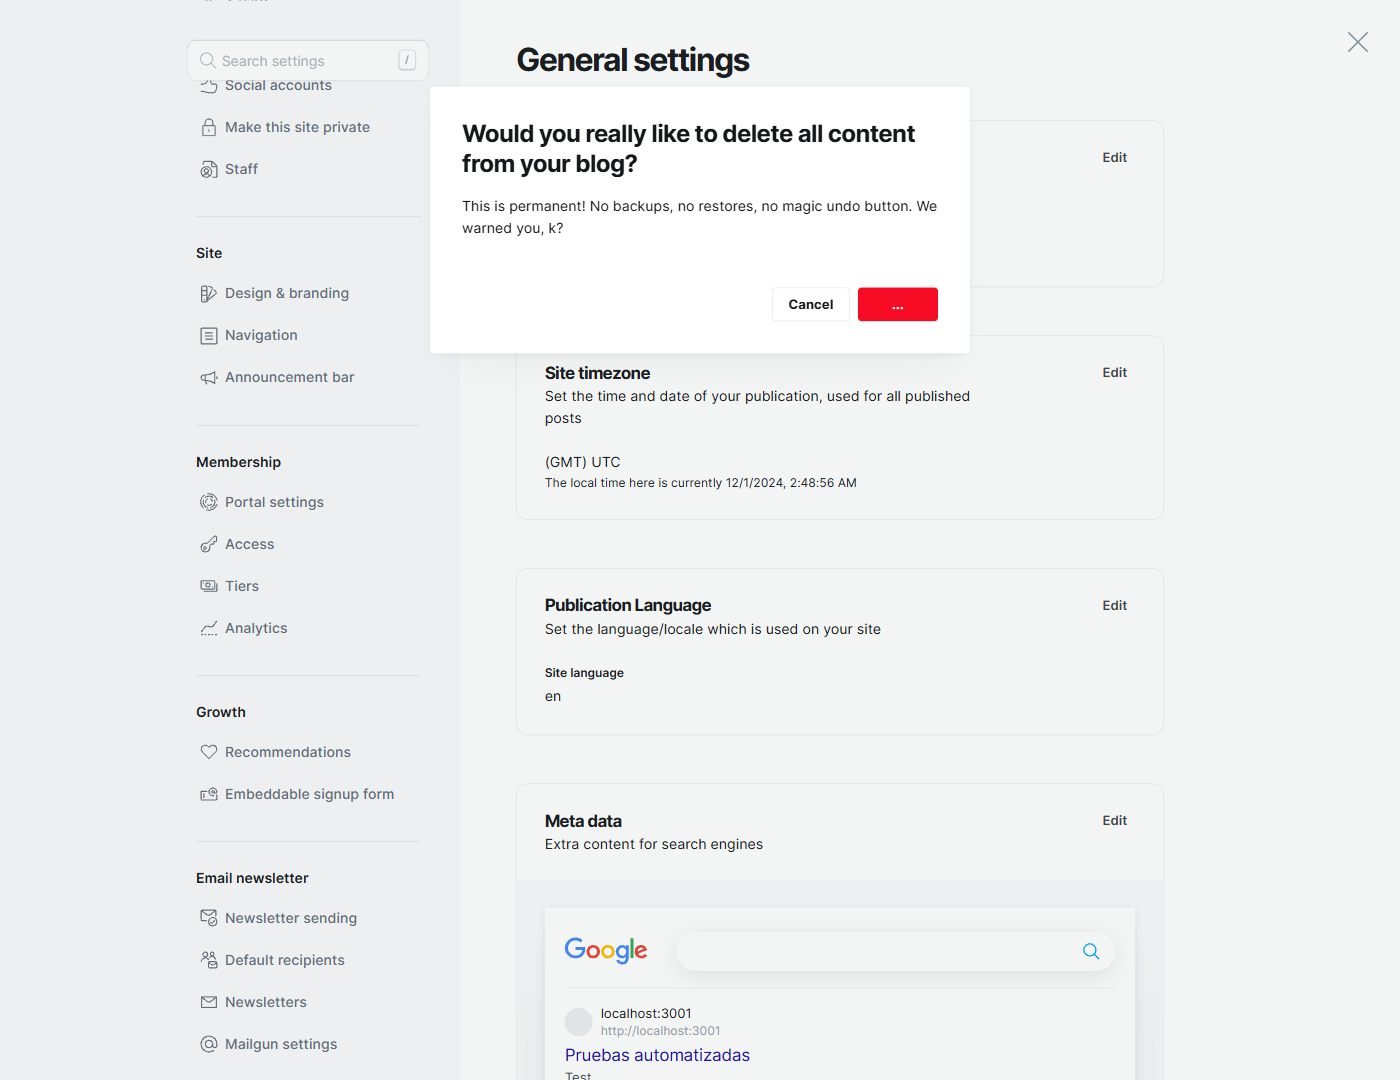 Search settings
/
Social accounts
Make this site private
Staff
Site
Design & branding
Navigation
Announcement bar
Membership
Portal settings
Access
Tiers
Analytics
Growth
Recommendations
Embeddable signup form
Email newsletter
Newsletter sending
Default recipients
Newsletters
Mailgun settings
General settings
Edit
Would you really like to delete all content
from your blog?
This is permanent! No backups, no restores, no magic undo button. We
warned you, k?
Cancel
...
Site timezone
Edit
Set the time and date of your publication, used for all published
posts
(GMT) UTC
The local time here is currently 12/1/2024, 2:48:56 AM
Publication Language
Edit
Set the language/locale which is used on your site
Site language
en
Meta data
Edit
Extra content for search engines
Google
localhost:3001
http://localhost:3001
Pruebas automatizadas
Test